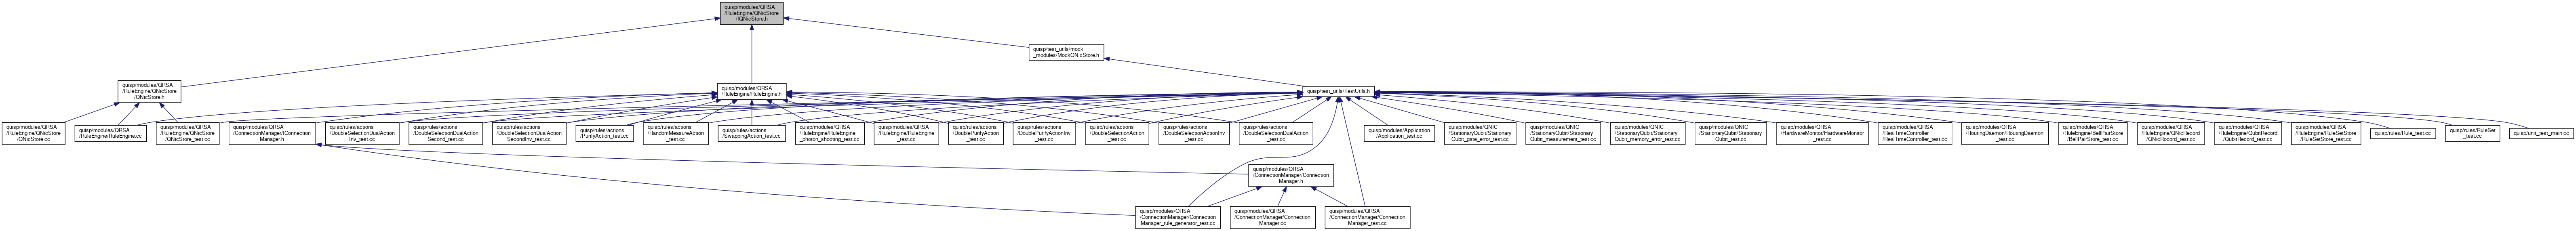 quisp/modules/QRSA
/RuleEngine/QNicStore
/IQNicStore.h
quisp/test_utils/mock
_modules/MockQNicStore.h
quisp/modules/QRSA
/RuleEngine/QNicStore
/QNicStore.h
quisp/modules/QRSA
/RuleEngine/RuleEngine.h
quisp/test_utils/TestUtils.h
quisp/modules/QRSA
/RuleEngine/QNicStore
/QNicStore.cc
quisp/modules/QRSA
/RuleEngine/RuleEngine.cc
quisp/modules/QRSA
/RuleEngine/QNicStore
/QNicStore_test.cc
quisp/modules/QRSA
/ConnectionManager/IConnection
Manager.h
quisp/rules/actions
/DoubleSelectionDualAction
Inv_test.cc
quisp/rules/actions
/DoubleSelectionDualAction
Second_test.cc
quisp/rules/actions
/DoubleSelectionDualAction
SecondInv_test.cc
quisp/rules/actions
/PurifyAction_test.cc
quisp/rules/actions
/RandomMeasureAction
_test.cc
quisp/rules/actions
/SwappingAction_test.cc
quisp/modules/QRSA
/RuleEngine/RuleEngine
_photon_shooting_test.cc
quisp/modules/QRSA
/RuleEngine/RuleEngine
_test.cc
quisp/rules/actions
/DoublePurifyAction
_test.cc
quisp/rules/actions
/DoublePurifyActionInv
_test.cc
quisp/rules/actions
/DoubleSelectionAction
_test.cc
quisp/rules/actions
/DoubleSelectionActionInv
_test.cc
quisp/rules/actions
/DoubleSelectionDualAction
_test.cc
quisp/modules/Application
/Application_test.cc
quisp/modules/QNIC
/StationaryQubit/Stationary
Qubit_gate_error_test.cc
quisp/modules/QNIC
/StationaryQubit/Stationary
Qubit_measurement_test.cc
quisp/modules/QNIC
/StationaryQubit/Stationary
Qubit_memory_error_test.cc
quisp/modules/QNIC
/StationaryQubit/Stationary
Qubit_test.cc
quisp/modules/QRSA
/HardwareMonitor/HardwareMonitor
_test.cc
quisp/modules/QRSA
/RealTimeController
/RealTimeController_test.cc
quisp/modules/QRSA
/RoutingDaemon/RoutingDaemon
_test.cc
quisp/modules/QRSA
/RuleEngine/BellPairStore
/BellPairStore_test.cc
quisp/modules/QRSA
/RuleEngine/QNicRecord
/QNicRecord_test.cc
quisp/modules/QRSA
/RuleEngine/QubitRecord
/QubitRecord_test.cc
quisp/modules/QRSA
/RuleEngine/RuleSetStore
/RuleSetStore_test.cc
quisp/rules/Rule_test.cc
quisp/rules/RuleSet
_test.cc
quisp/unit_test_main.cc
quisp/modules/QRSA
/ConnectionManager/Connection
Manager.h
quisp/modules/QRSA
/ConnectionManager/Connection
Manager_rule_generator_test.cc
quisp/modules/QRSA
/ConnectionManager/Connection
Manager.cc
quisp/modules/QRSA
/ConnectionManager/Connection
Manager_test.cc